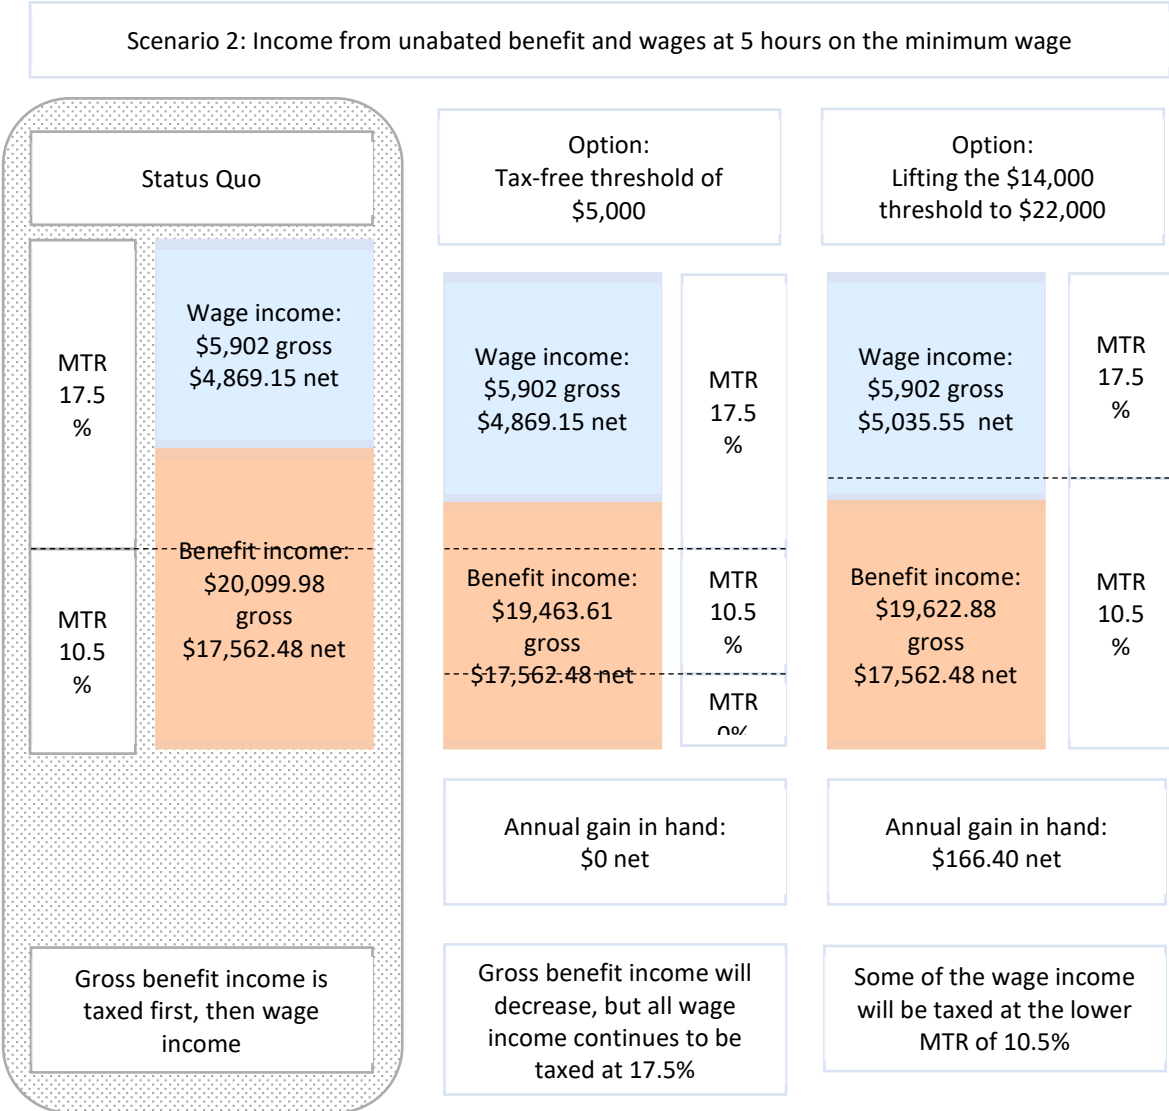 Scenario 2: Income from unabated benefit and wages at 5 hours on the minimum wage
Status Quo
MTR
17.5
%
MTR
10.5
%
Wage income:
$5,902 gross
$4,869.15 net
Benefit income:
$20,099.98
gross
$17,562.48 net
Gross benefit income is
taxed first, then wage
income
Option:
Tax-free threshold of
$5,000
Wage income:
$5,902 gross
$4,869.15 net
Benefit income:
$19,463.61
gross
$17,562.48 net
MTR
17.5
%
MTR
10.5
%
MTR
0%
Annual gain in hand:
$0 net
Gross benefit income will
decrease, but all wage
income continues to be
taxed at 17.5%
Option:
Lifting the $14,000
threshold to $22,000
Wage income:
$5,902 gross
$5,035.55  net
Benefit income:
$19,622.88
gross
$17,562.48 net
MTR
17.5
%
MTR
10.5
%
Annual gain in hand:
$166.40 net
Some of the wage income
will be taxed at the lower
MTR of 10.5%